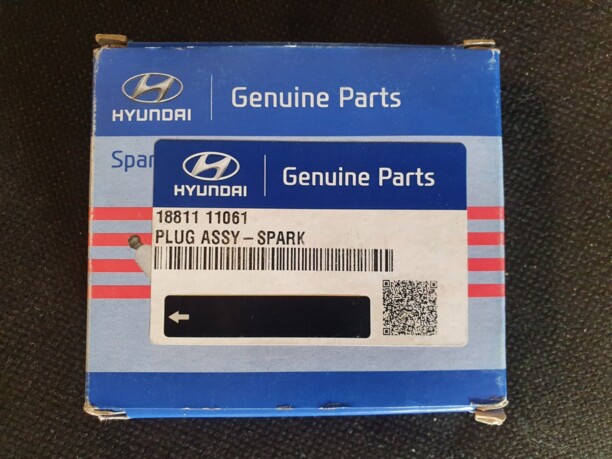 HYUNDAI
Genuine Parts
Spar
HYUNDAI
Genuine Parts
18811 11061
PLUG ASSY-SPARK